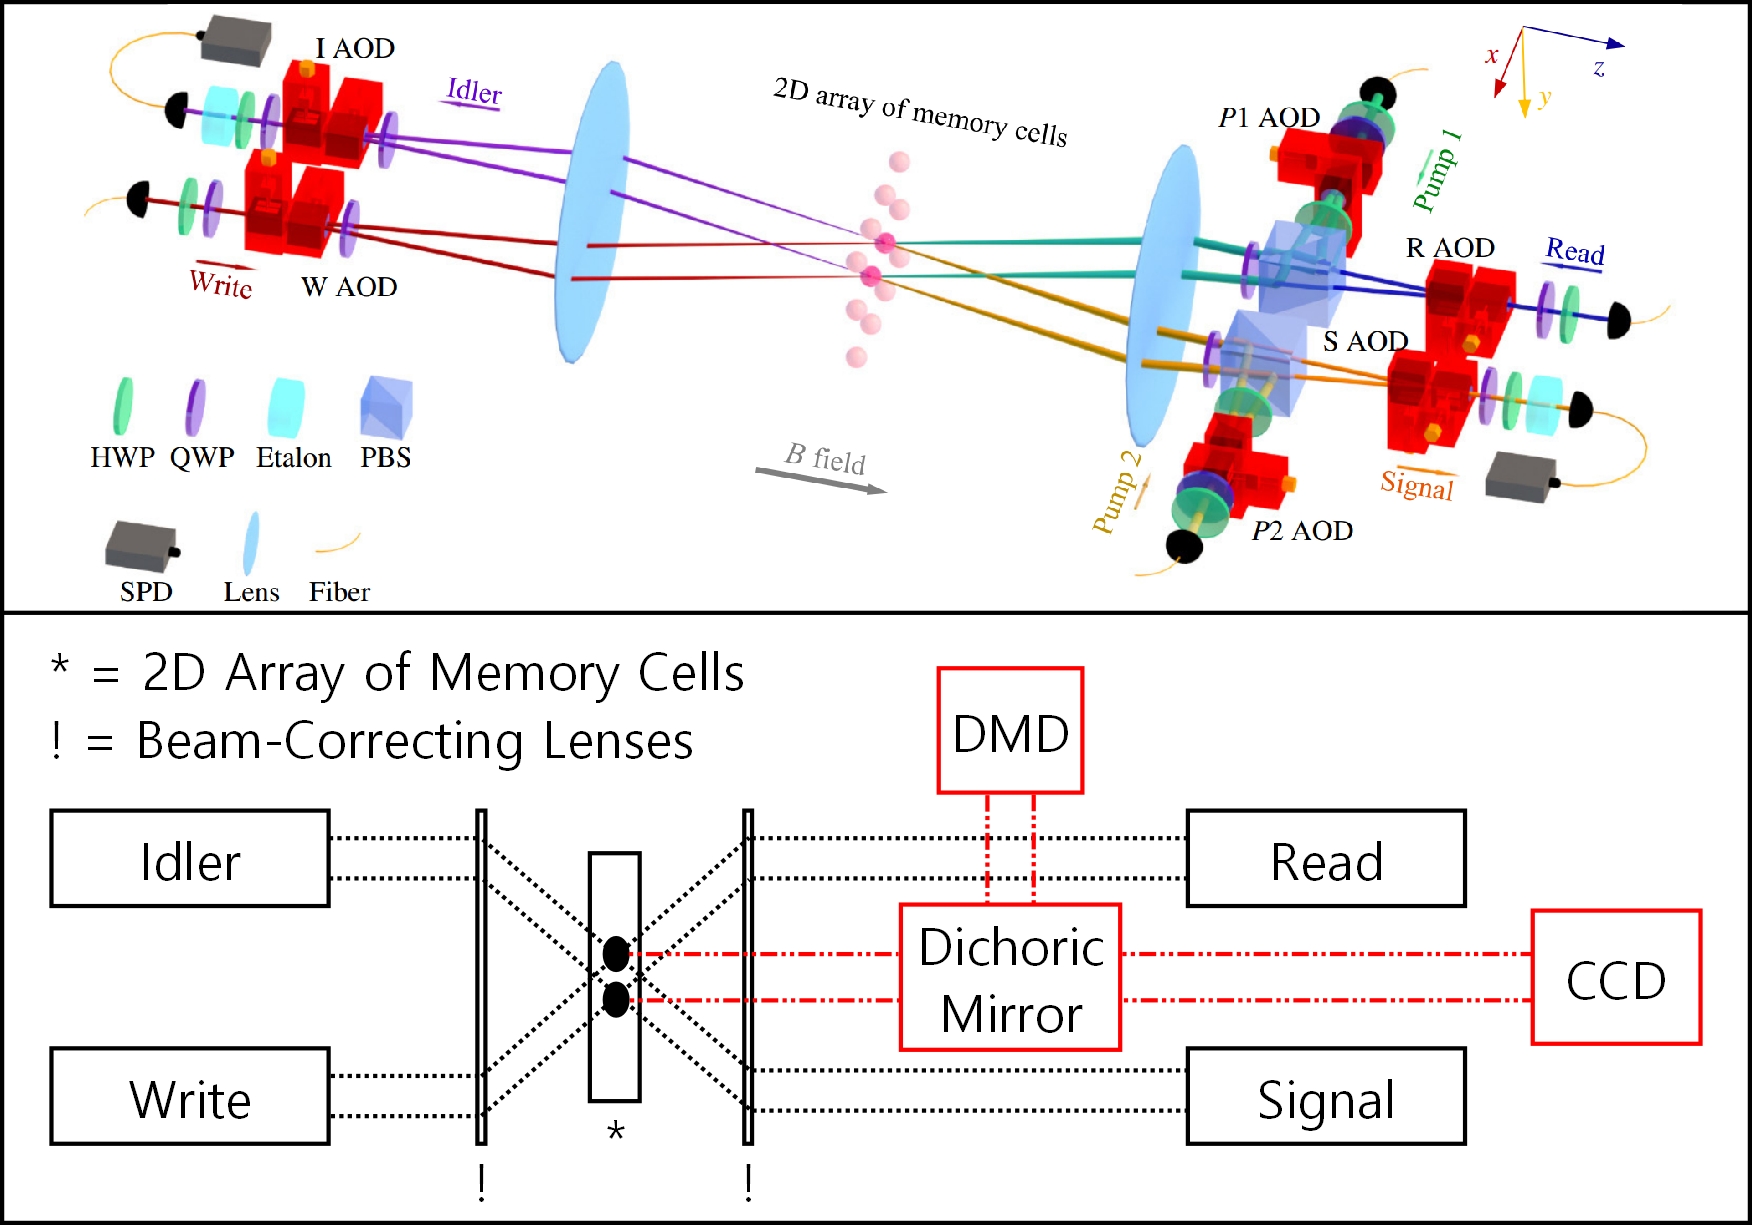 I AOD
Idler
2D array of memory cells
x
z
y
P1 AOD
Pump 1
Write
W AOD
R AOD
Read
S AOD
HWP QWP Etalon PBS
B field
Pump 2
Signal
P2 AOD
SPD Lens Fiber
* = 2D Array of Memory Cells
! = Beam-Correcting Lenses
DMD
Idler
Read
Dichoric
Mirror
CCD
Write
Signal
*
! !